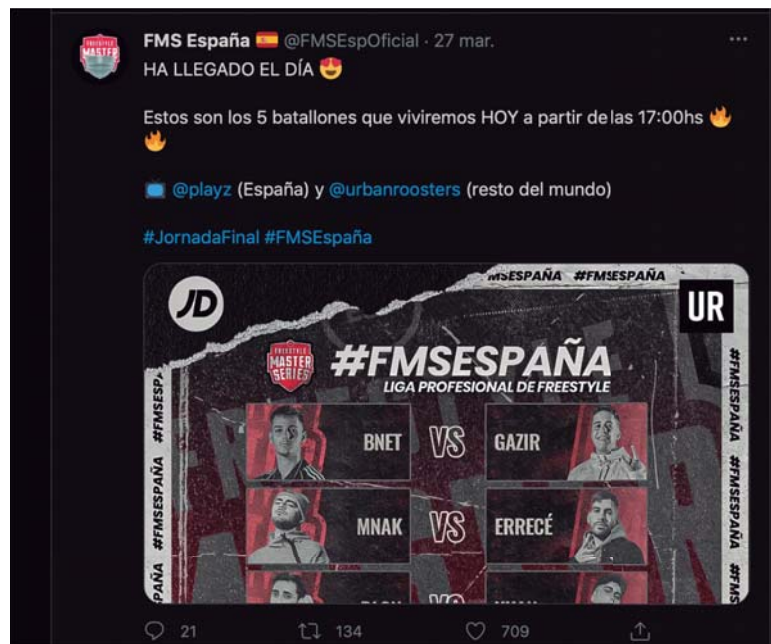 FMS España 🇪🇸 @FMSEspOficial · 27 mar.
HA LLEGADO EL DÍA 😍
Estos son los 5 batallones que viviremos HOY a partir de las 17:00hs 🔥
🔥
📺 @playz (España) y @urbanroosters (resto del mundo)
#JornadaFinal #FMSEspaña
MSESPAÑA #FMSESPAÑA
JD
UR
FREESTYLE
MASTER
SERIES
#FMSESPAÑA
LIGA PROFESIONAL DE FREESTYLE
#FMSESPAÑA
#FMSESPAÑA
BNET VS GAZIR
MNAK VS ERRECÉ
21 134 709